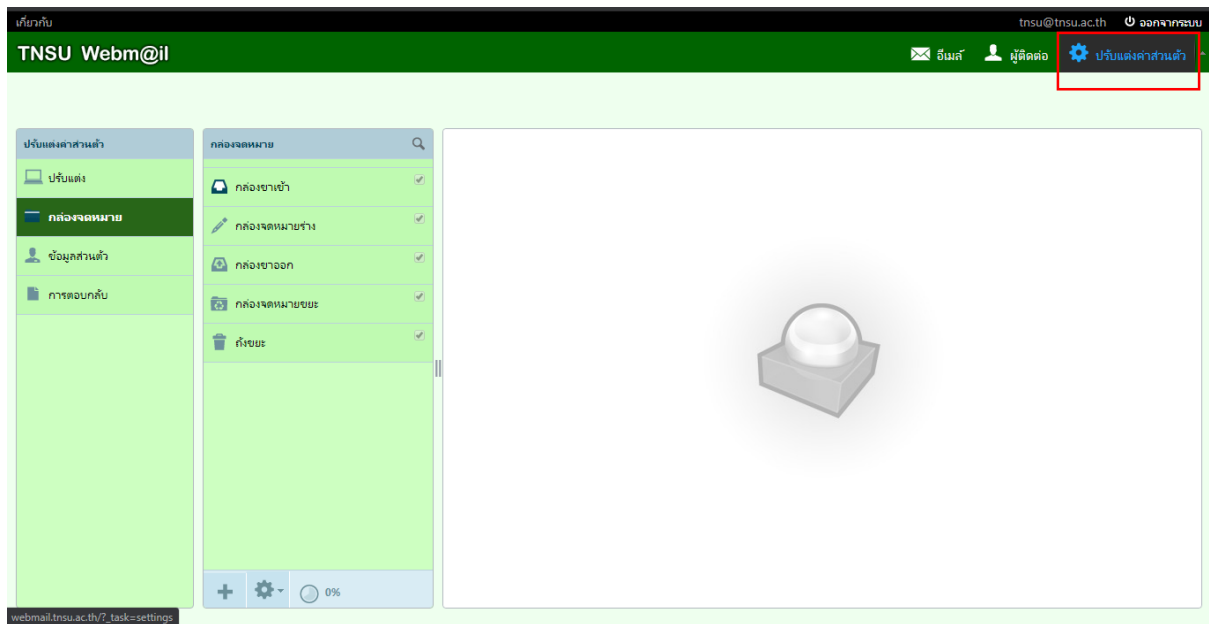 เกี่ยวกับ
tnsu@tnsu.ac.th ออกจากระบบ
TNSU Webm@il
อีเมล์ ผู้ติดต่อ ปรับแต่งค่าส่วนตัว
ปรับแต่งค่าส่วนตัว
ปรับแต่ง
กล่องจดหมาย
ข้อมูลส่วนตัว
การตอบกลับ
กล่องจดหมาย
กล่องขาเข้า
กล่องจดหมายร่าง
กล่องขาออก
กล่องจดหมายขยะ
ถังขยะ
0%
webmail.tnsu.ac.th/?_task=settings